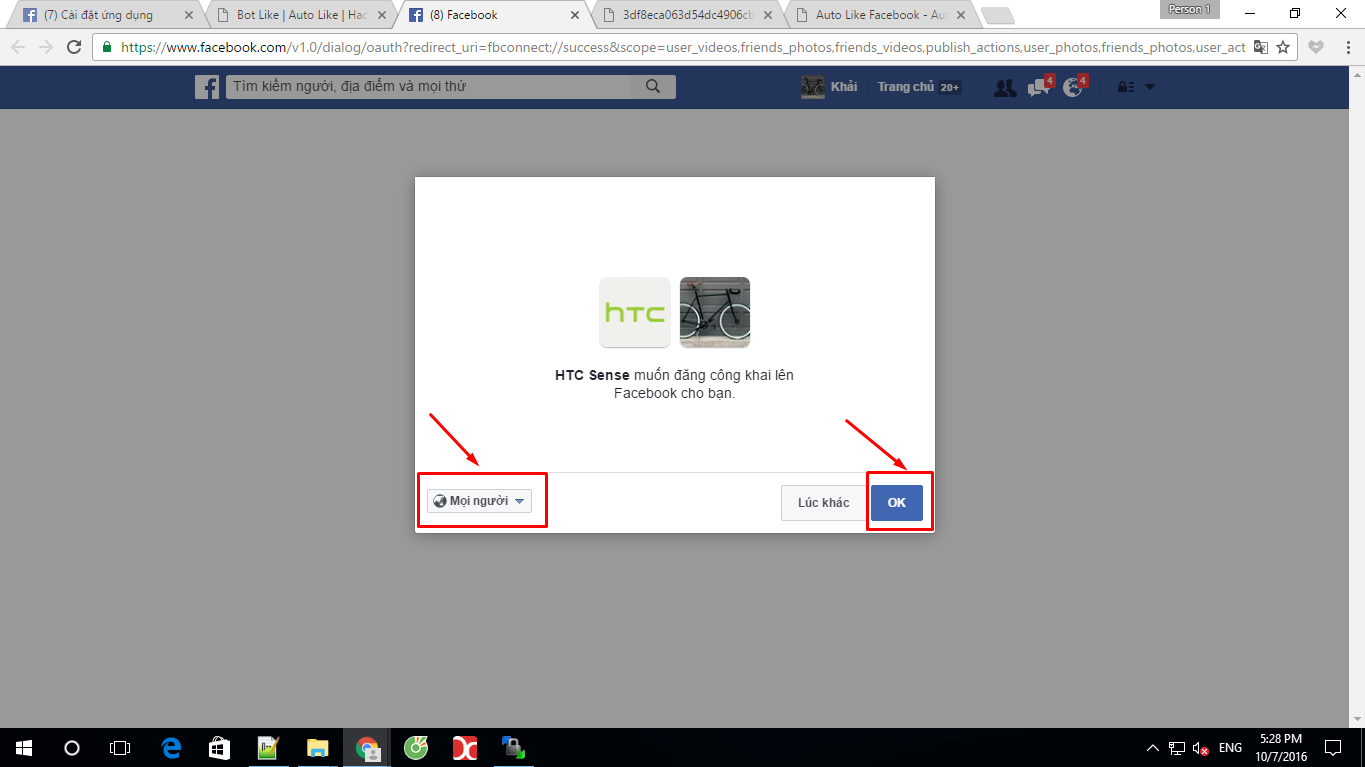 (7) Cài đặt ứng dụng
Bot Like | Auto Like | Hac
(8) Facebook
3df8eca063d54dc4906cb
Auto Like Facebook - Au
Person 1
https://www.facebook.com/v1.0/dialog/oauth?redirect_uri=fbconnect://success&scope=user_videos,friends_photos,friends_videos,publish_actions,user_photos,friends_photos,user_act
Tìm kiếm người, địa điểm và mọi thứ
Khải
Trang chủ 20+
4
4
hTC
HTC Sense muốn đăng công khai lên
Facebook cho bạn.
Mọi người
Lúc khác
OK
ENG
5:28 PM
10/7/2016